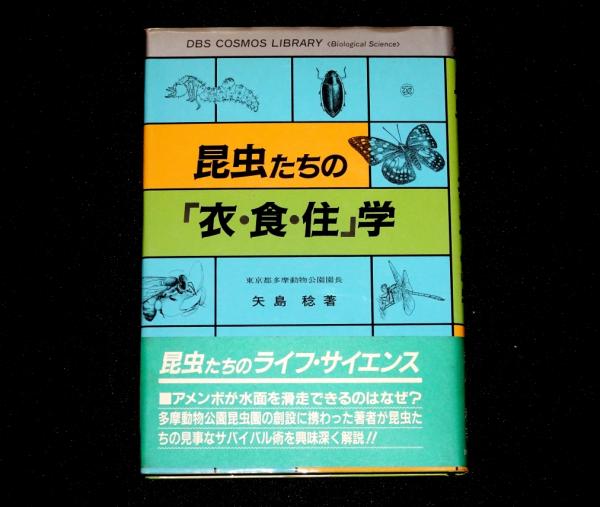 DBS COSMOS LIBRARY 〈Biological Science〉
昆虫たちの
「衣・食・住」学
東京都多摩動物公園園長
矢島 稔著
昆虫たちのライフ・サイエンス
■アメンボが水面を滑走できるのはなぜ？
多摩動物公園昆虫園の創設に携わった著者が昆虫た
ちの見事なサバイバル術を興味深く解説!!